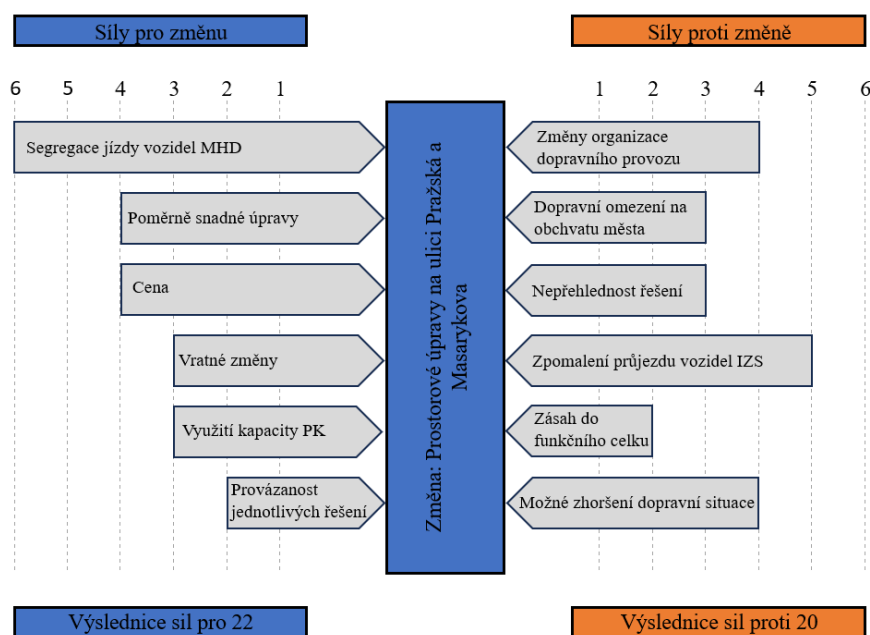 Síly pro změnu
Síly proti změně
6 5 4 3 2 1
1 2 3 4 5 6
Segregace jízdy vozidel MHD
Poměrně snadné úpravy
Cena
Vratné změny
Využití kapacity PK
Provázanost
jednotlivých řešení
Změna: Prostorové úpravy na ulici Pražská a
Masarykova
Změny organizace
dopravního provozu
Dopravní omezení na
obchvatu města
Nepřehlednost řešení
Zpomalení průjezdu vozidel IZS
Zásah do
funkčního celku
Možné zhoršení dopravní situace
Výslednice sil pro 22
Výslednice sil proti 20